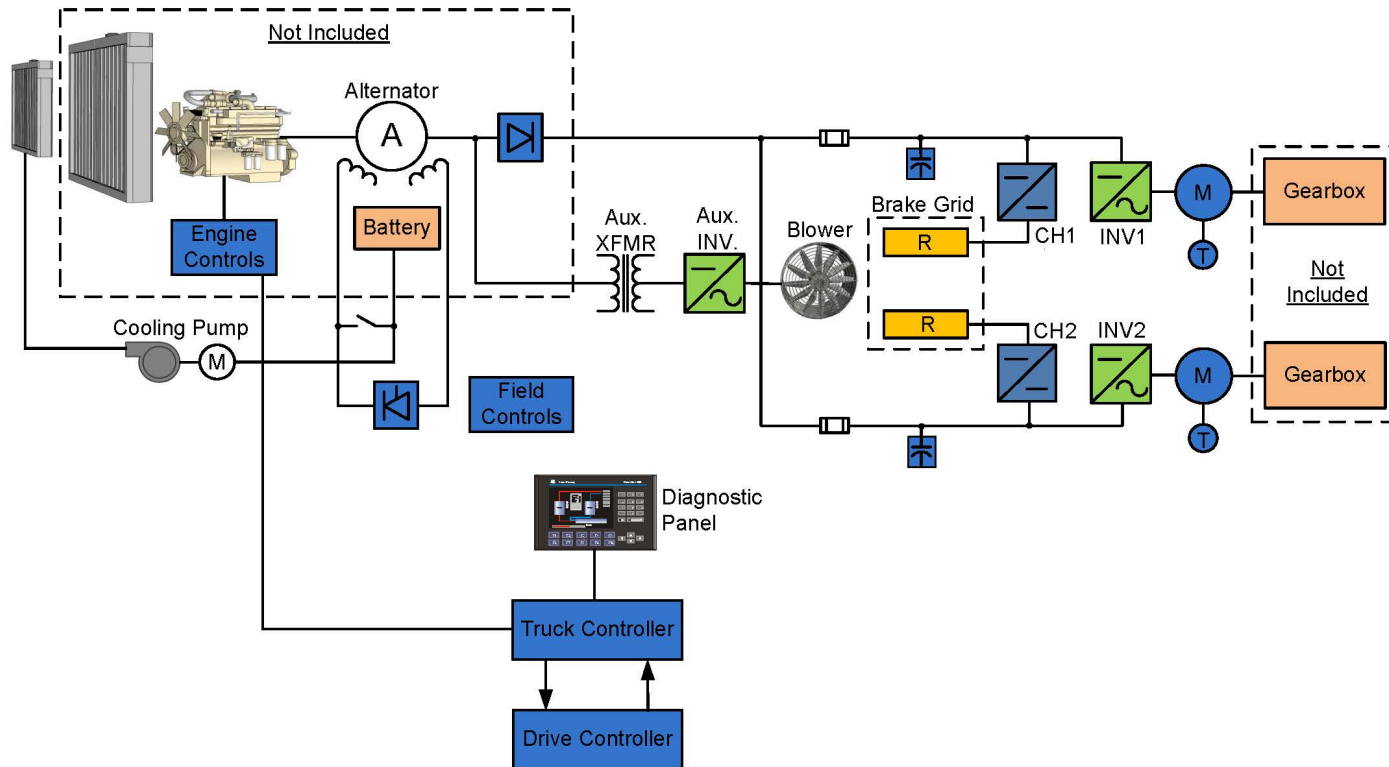 Not Included
Alternator
A
Battery
Engine
Controls
Aux.
XFMR
Aux.
INV.
Blower
Brake Grid
R
R
CH1
INV1
M
T
Gearbox
Not
Included
CH2
INV2
M
T
Gearbox
Cooling Pump
M
Field
Controls
Diagnostic
Panel
Truck Controller
Drive Controller